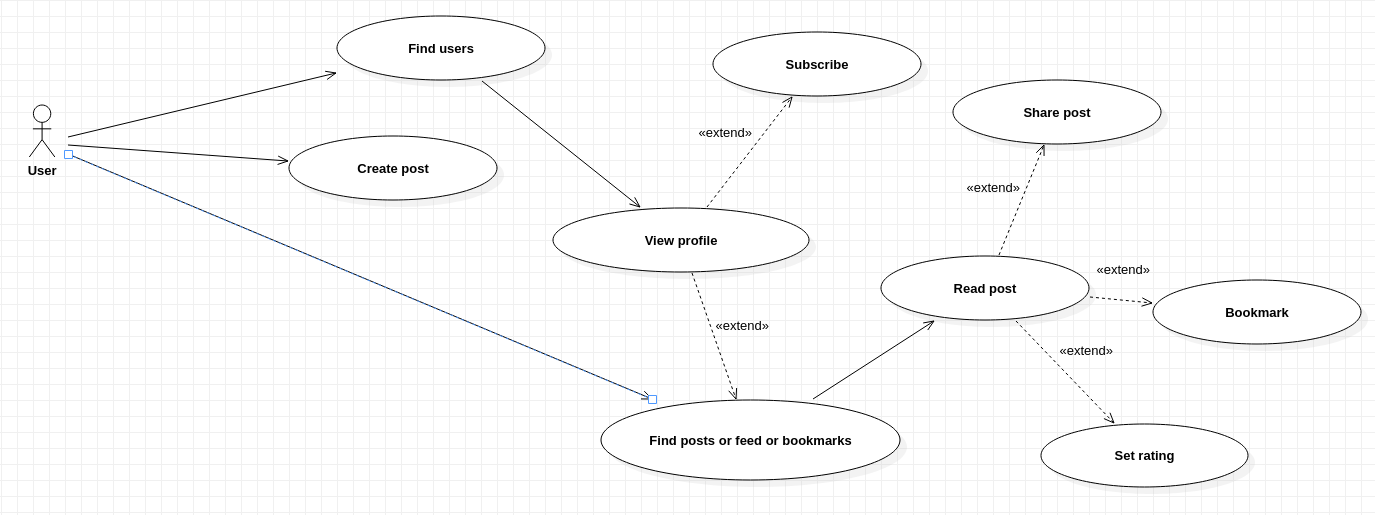 Find users
Subscribe
Share post
«extend»
User
Create post
«extend»
View profile
«extend»
Read post
Bookmark
«extend»
«extend»
Find posts or feed or bookmarks
Set rating